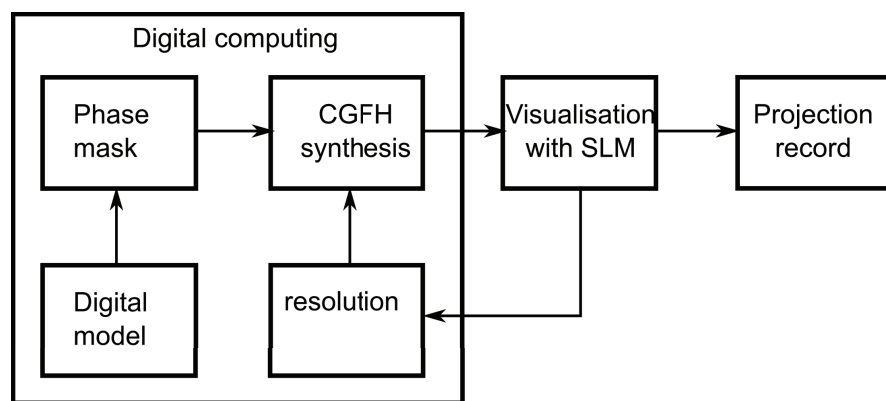 Digital computing
Phase
mask
CGFH
synthesis
Visualisation
with SLM
Projection
record
Digital
model
resolution